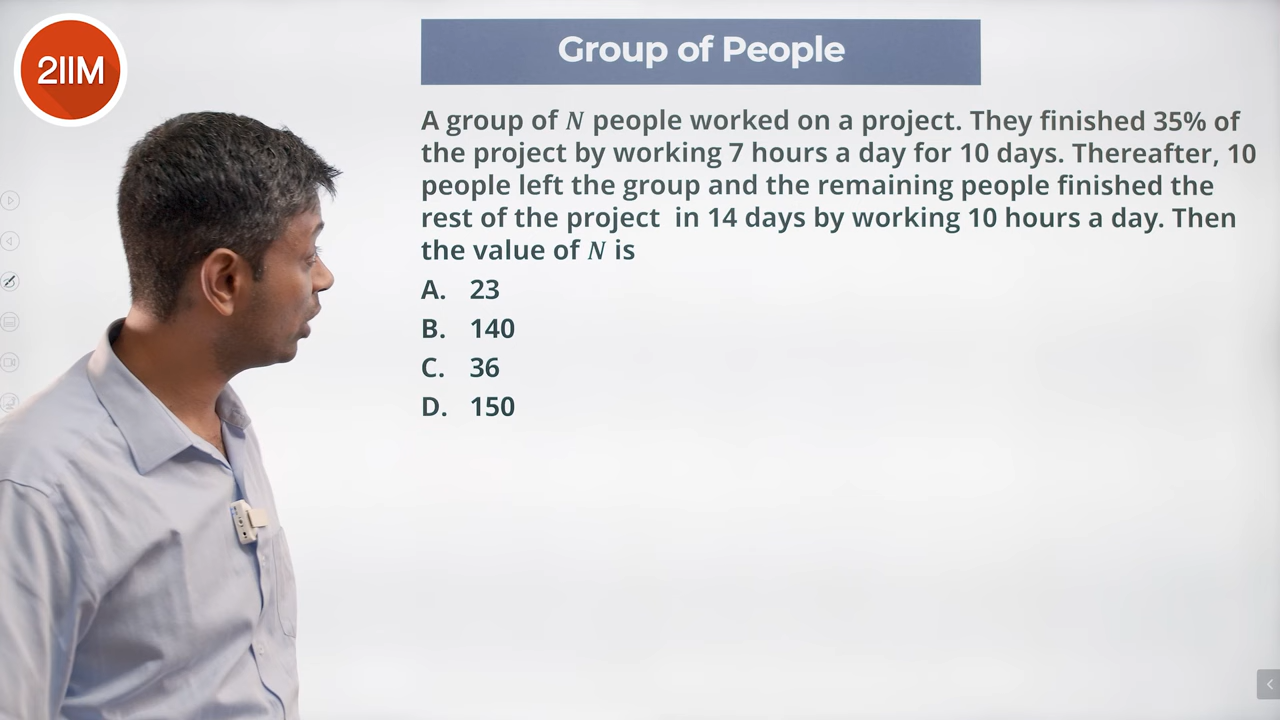 2IIM
Group of People
A group of N people worked on a project. They finished 35% of
the project by working 7 hours a day for 10 days. Thereafter, 10
people left the group and the remaining people finished the
rest of the project in 14 days by working 10 hours a day. Then
the value of N is
A. 23
B. 140
C. 36
D. 150